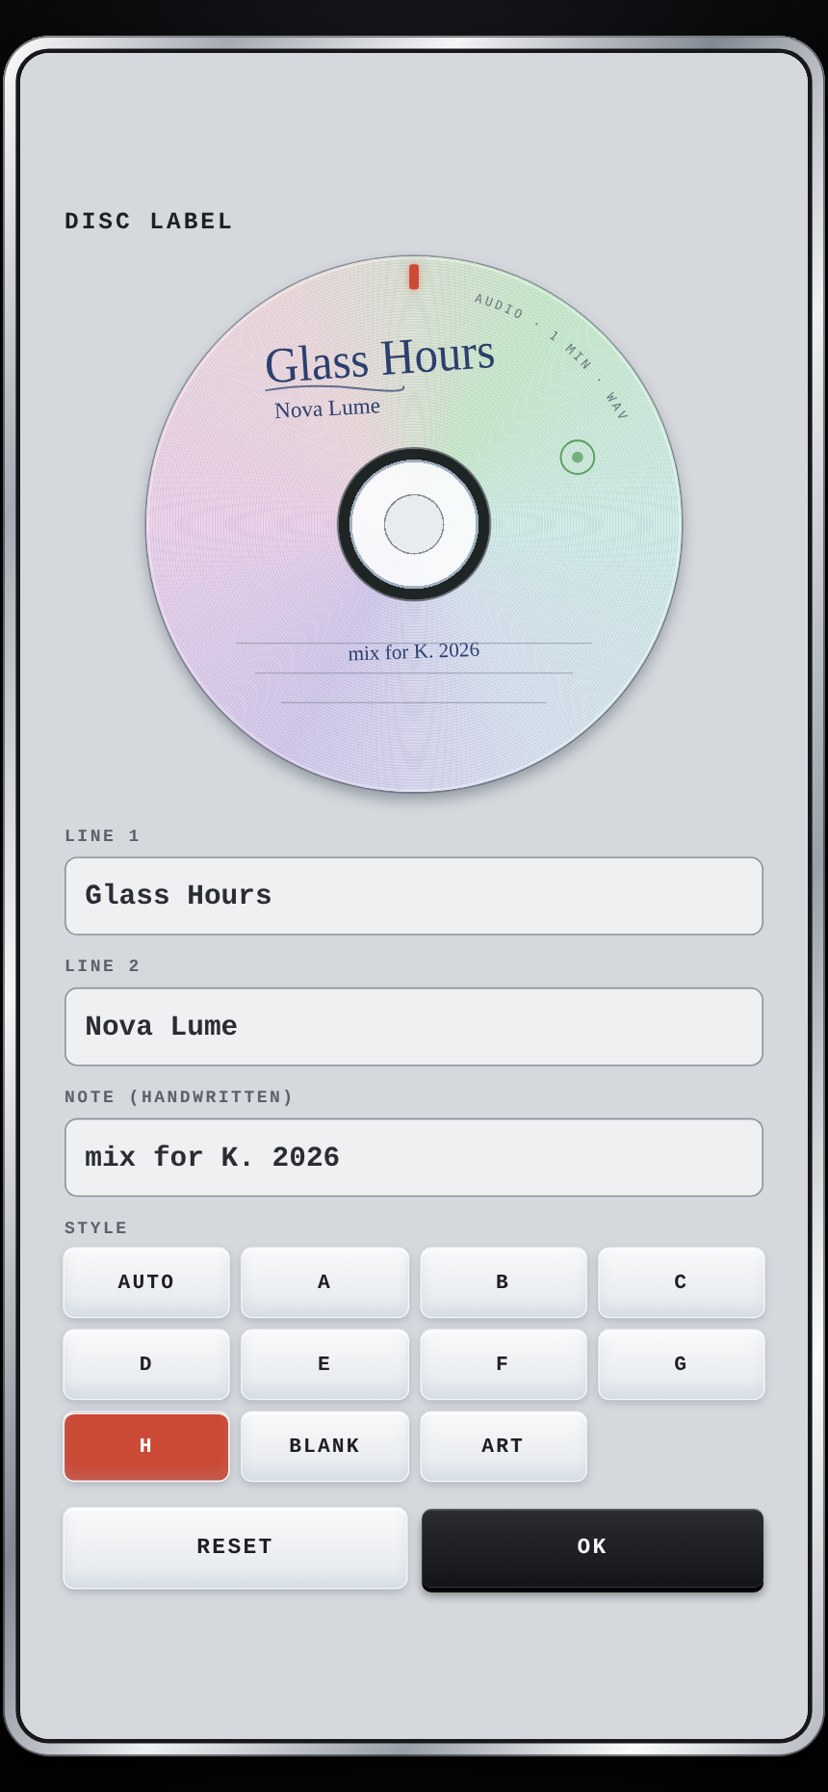 DISC LABEL
AUDIO · 1 MIN · WAV
Glass Hours
Nova Lume
mix for K. 2026
LINE 1
Glass Hours
LINE 2
Nova Lume
NOTE (HANDWRITTEN)
mix for K. 2026
STYLE
AUTO A B C
D E F G
H BLANK ART
RESET OK